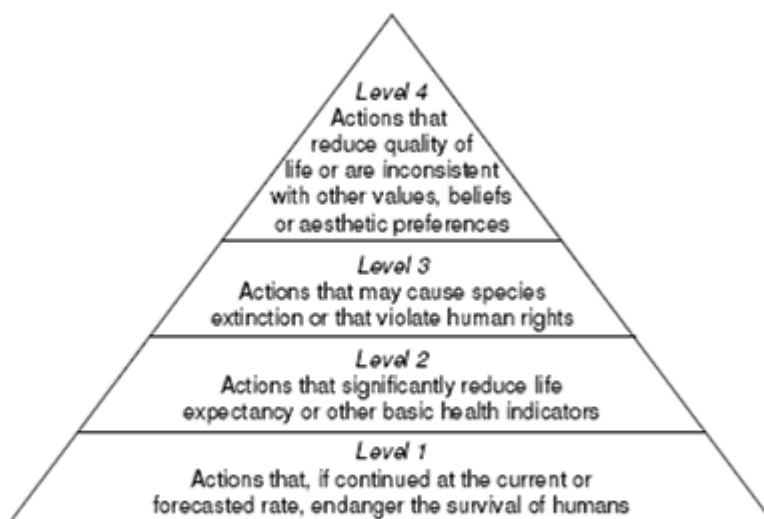 Level 4
Actions that
reduce quality of
life or are inconsistent
with other values, beliefs
or aesthetic preferences
Level 3
Actions that may cause species
extinction or that violate human rights
Level 2
Actions that significantly reduce life
expectancy or other basic health indicators
Level 1
Actions that, if continued at the current or
forecasted rate, endanger the survival of humans